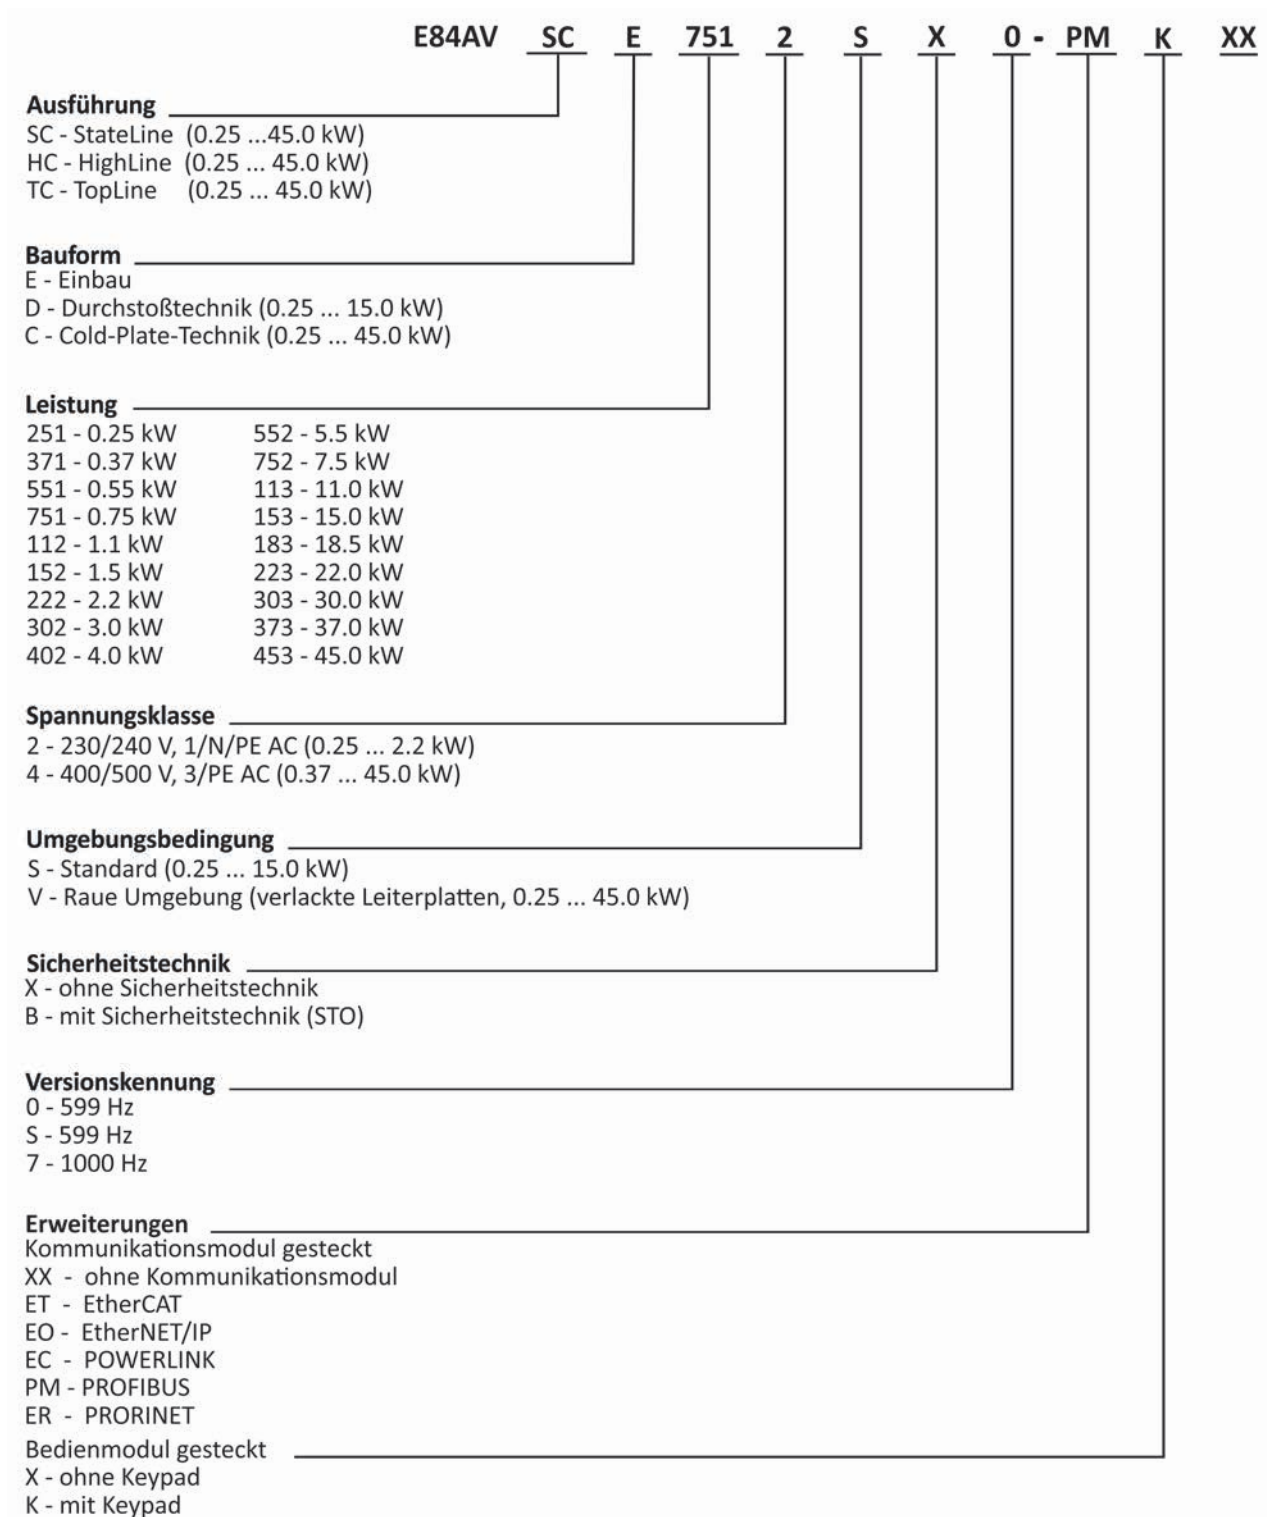 E84AV SC E 751 2 S X 0 - PM K XX
Ausführung
SC - StateLine (0.25 ...45.0 kW)
HC - HighLine (0.25 ... 45.0 kW)
TC - TopLine (0.25 ... 45.0 kW)
Bauform
E - Einbau
D - Durchstoßtechnik (0.25 ... 15.0 kW)
C - Cold-Plate-Technik (0.25 ... 45.0 kW)
Leistung
251 - 0.25 kW 552 - 5.5 kW
371 - 0.37 kW 752 - 7.5 kW
551 - 0.55 kW 113 - 11.0 kW
751 - 0.75 kW 153 - 15.0 kW
112 - 1.1 kW 183 - 18.5 kW
152 - 1.5 kW 223 - 22.0 kW
222 - 2.2 kW 303 - 30.0 kW
302 - 3.0 kW 373 - 37.0 kW
402 - 4.0 kW 453 - 45.0 kW
Spannungsklasse
2 - 230/240 V, 1/N/PE AC (0.25 ... 2.2 kW)
4 - 400/500 V, 3/PE AC (0.37 ... 45.0 kW)
Umgebungsbedingung
S - Standard (0.25 ... 15.0 kW)
V - Raue Umgebung (verlackte Leiterplatten, 0.25 ... 45.0 kW)
Sicherheitstechnik
X - ohne Sicherheitstechnik
B - mit Sicherheitstechnik (STO)
Versionskennung
0 - 599 Hz
S - 599 Hz
7 - 1000 Hz
Erweiterungen
Kommunikationsmodul gesteckt
XX - ohne Kommunikationsmodul
ET - EtherCAT
EO - EtherNET/IP
EC - POWERLINK
PM - PROFIBUS
ER - PRORINET
Bedienmodul gesteckt
X - ohne Keypad
K - mit Keypad